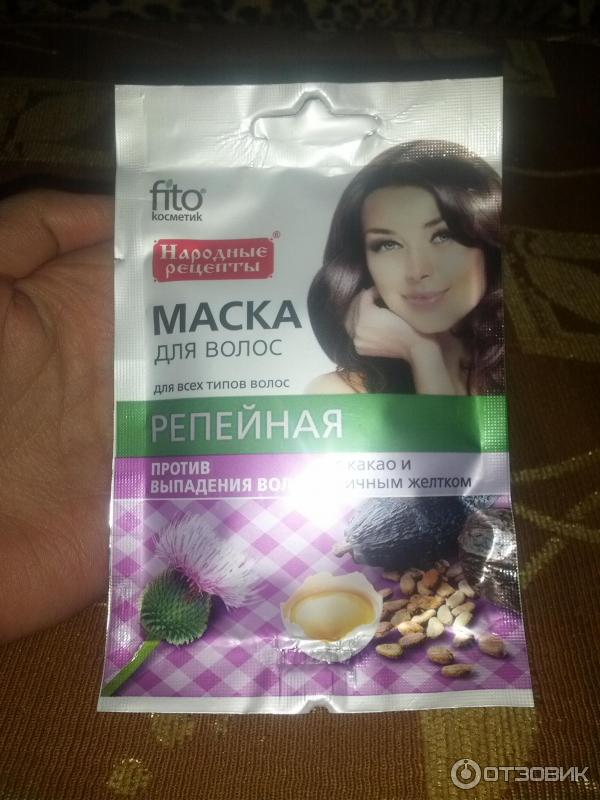 fito®
косметик
Народные
рецепты®
МАСКА
для волос
для всех типов волос
РЕПЕЙНАЯ
ПРОТИВ
ВЫПАДЕНИЯ
какао и
желтком
ОТЗОВИК